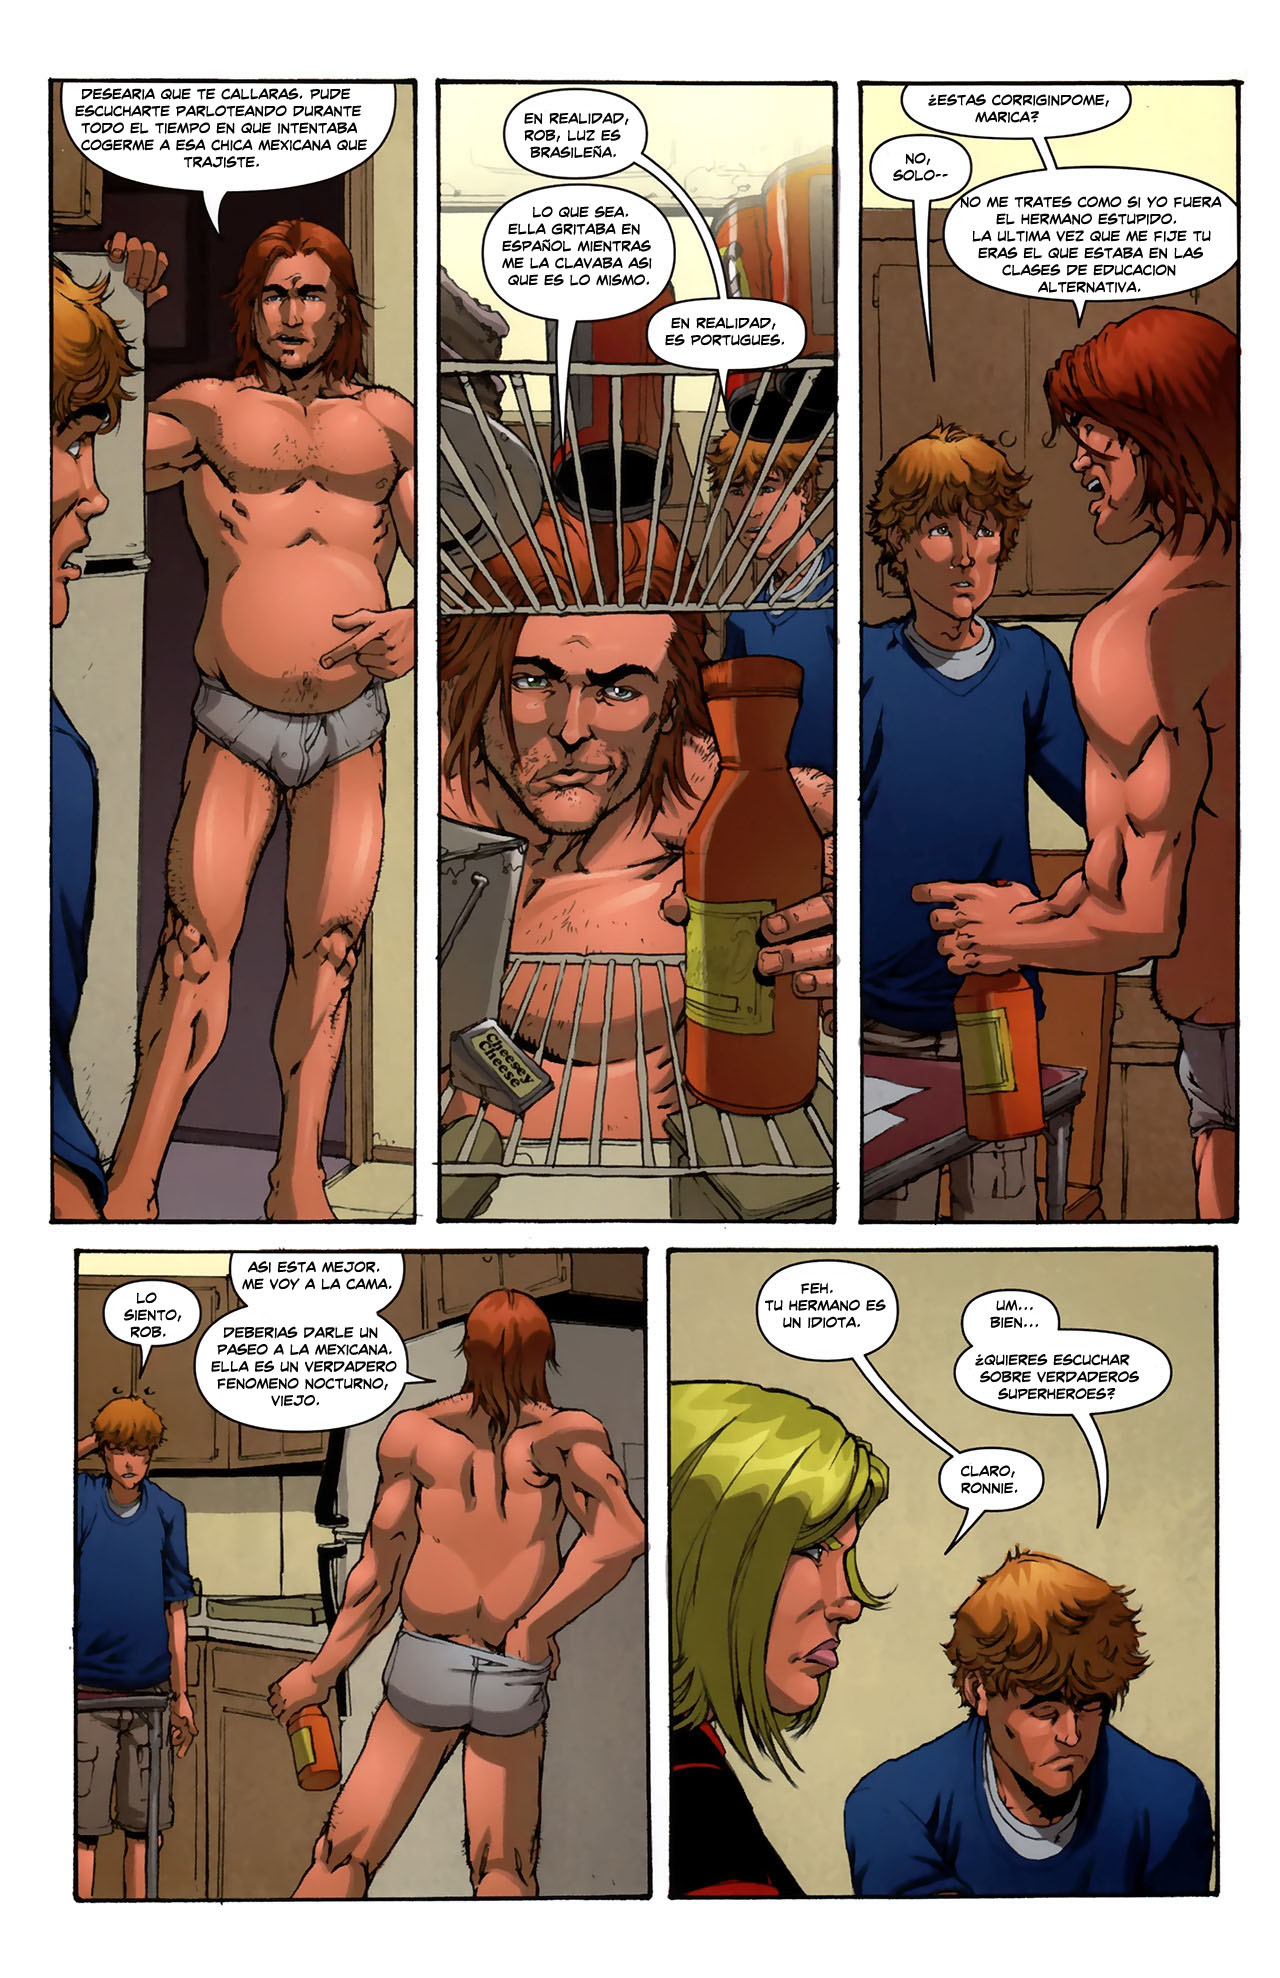 DESEARIA QUE TE CALLARAS. PUDE
ESCUCHARTE PARLOTEANDO DURANTE
TODO EL TIEMPO EN QUE INTENTABA
COGERME A ESA CHICA MEXICANA QUE
TRAJISTE.
EN REALIDAD,
ROB, LUZ ES
BRASILEÑA.
LO QUE SEA.
ELLA GRITABA EN
ESPAÑOL MIENTRAS
ME LA CLAVABA ASI
QUE ES LO MISMO.
EN REALIDAD,
ES PORTUGUES.
Cheesey
Cheese
¿ESTAS CORRIGINDOME,
MARICA?
NO,
SOLO--
NO ME TRATES COMO SI YO FUERA
EL HERMANO ESTUPIDO.
LA ULTIMA VEZ QUE ME FIJE TU
ERAS EL QUE ESTABA EN LAS
CLASES DE EDUCACION
ALTERNATIVA.
LO
SIENTO,
ROB.
ASI ESTA MEJOR.
ME VOY A LA CAMA.
DEBERIAS DARLE UN
PASEO A LA MEXICANA.
ELLA ES UN VERDADERO
FENOMENO NOCTURNO,
VIEJO.
FEH.
TU HERMANO ES
UN IDIOTA.
UM...
BIEN...
¿QUIERES ESCUCHAR
SOBRE VERDADEROS
SUPERHEROES?
CLARO,
RONNIE.